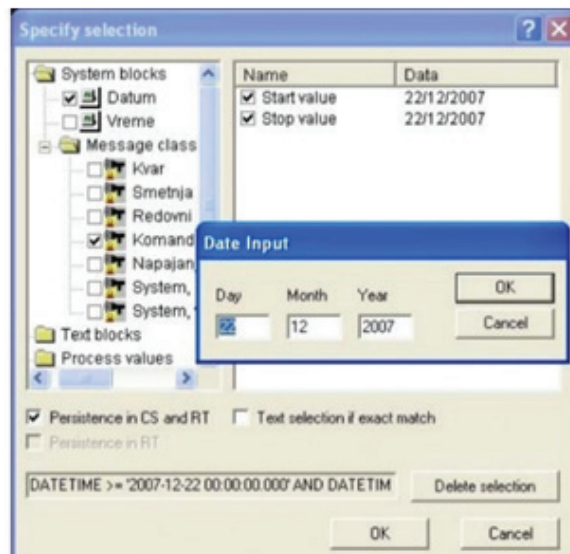 Specify selection
System blocks
Datum
Vreme
Message class
Kvar
Smetnja
Redovni
Komand
Napajan
System,
System,
Text blocks
Process values
Name Data
Start value 22/12/2007
Stop value 22/12/2007
Date Input
Day Month Year
22 12 2007
OK
Cancel
Persistence in CS and RT Text selection if exact match
Persistence in RT
DATETIME >= '2007-12-22 00:00:00.000' AND DATETIM Delete selection
OK Cancel